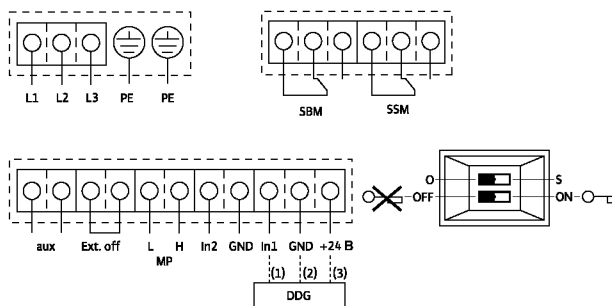 L1 L2 L3 PE PE
SBM SSM
O S
OFF ON
aux Ext. off L H In2 GND In1 GND +24 B
MP
(1) (2) (3)
DDG